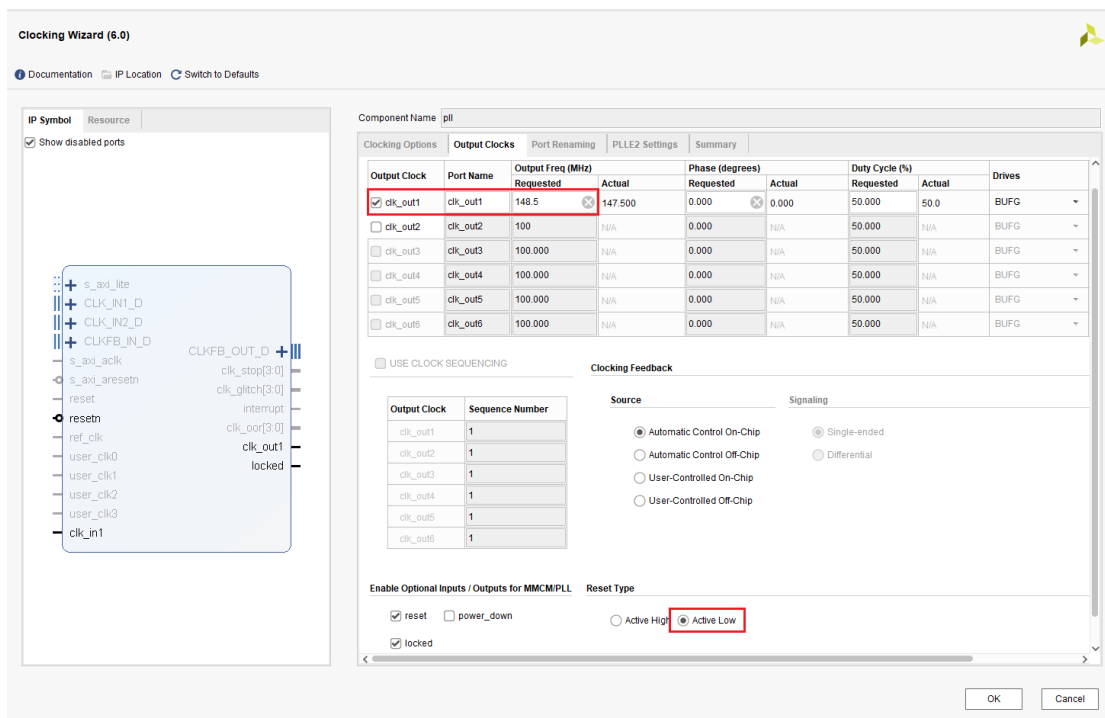 Clocking Wizard (6.0)
Documentation IP Location Switch to Defaults
IP Symbol Resource
Show disabled ports
s_axi_lite
CLK_IN1_D
CLK_IN2_D
CLKFB_IN_D
s_axi_aclk
s_axi_aresetn
reset
resetn
ref_clk
user_clk0
user_clk1
user_clk2
user_clk3
clk_in1
CLKFB_OUT_D
clk_stop[3:0]
clk_glitch[3:0]
interrupt
clk_oor[3:0]
clk_out1
locked
Component Name pll
Clocking Options Output Clocks Port Renaming PLLE2 Settings Summary
Output Clock Port Name Output Freq (MHz) Phase (degrees) Duty Cycle (%) Drives
Requested Actual Requested Actual Requested Actual
clk_out1 clk_out1 148.5 147.500 0.000 0.000 50.000 50.0 BUFG
clk_out2 clk_out2 100 N/A 0.000 N/A 50.000 N/A BUFG
clk_out3 clk_out3 100.000 N/A 0.000 N/A 50.000 N/A BUFG
clk_out4 clk_out4 100.000 N/A 0.000 N/A 50.000 N/A BUFG
clk_out5 clk_out5 100.000 N/A 0.000 N/A 50.000 N/A BUFG
clk_out6 clk_out6 100.000 N/A 0.000 N/A 50.000 N/A BUFG
USE CLOCK SEQUENCING
Output Clock Sequence Number
clk_out1 1
clk_out2 1
clk_out3 1
clk_out4 1
clk_out5 1
clk_out6 1
Clocking Feedback
Source Signaling
Automatic Control On-Chip Single-ended
Automatic Control Off-Chip Differential
User-Controlled On-Chip
User-Controlled Off-Chip
Enable Optional Inputs / Outputs for MMCM/PLL Reset Type
reset power_down Active High Active Low
locked
OK Cancel